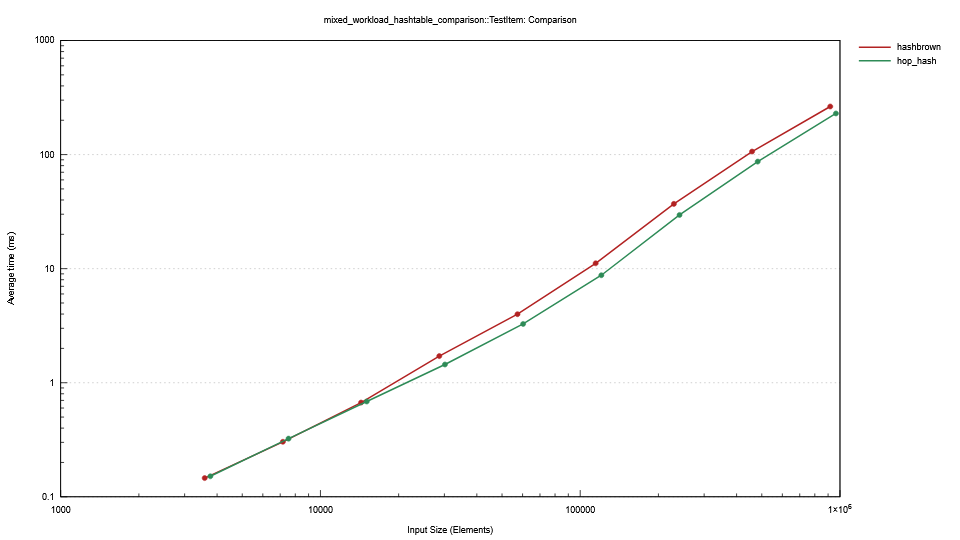 mixed_workload_hashtable_comparison::TestItem: Comparison
hashbrown
hop_hash
Average time (ms)
1000
100
10
1
0.1
1000
10000
100000
1×10⁶
Input Size (Elements)